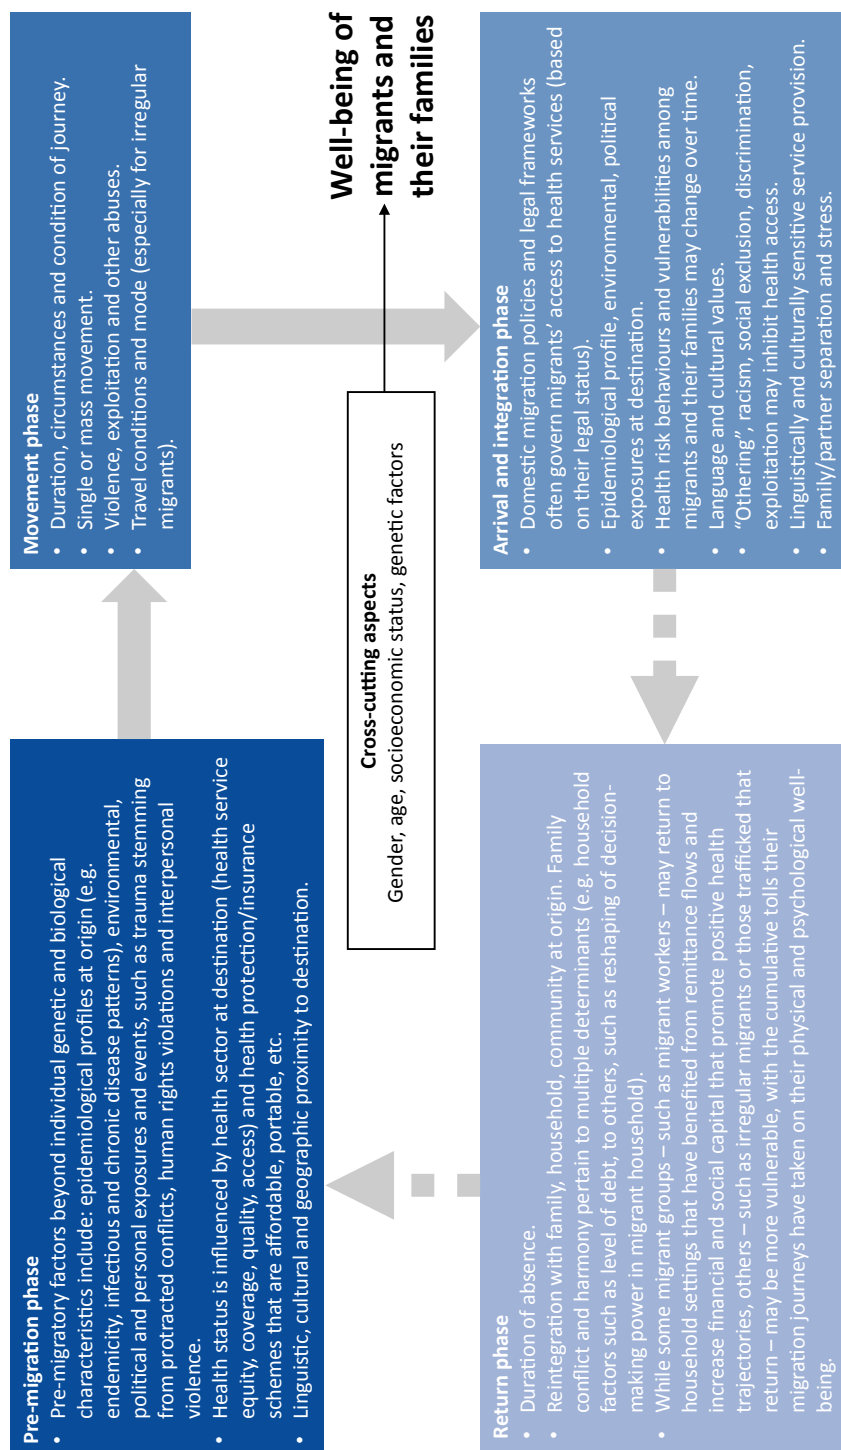 Pre-migration phase
• Pre-migratory factors beyond individual genetic and biological
characteristics include: epidemiological profiles at origin (e.g.
endemicity, infectious and chronic disease patterns), environmental,
political and personal exposures and events, such as trauma stemming
from protracted conflicts, human rights violations and interpersonal
violence.
• Health status is influenced by health sector at destination (health service
equity, coverage, quality, access) and health protection/insurance
schemes that are affordable, portable, etc.
• Linguistic, cultural and geographic proximity to destination.
Movement phase
• Duration, circumstances and condition of journey.
• Single or mass movement.
• Violence, exploitation and other abuses.
• Travel conditions and mode (especially for irregular
migrants).
Cross-cutting aspects
Gender, age, socioeconomic status, genetic factors
Well-being of
migrants and
their families
Return phase
• Duration of absence.
• Reintegration with family, household, community at origin. Family
conflict and harmony pertain to multiple determinants (e.g. household
factors such as level of debt, to others, such as reshaping of decision-
making power in migrant household).
• While some migrant groups – such as migrant workers – may return to
household settings that have benefited from remittance flows and
increase financial and social capital that promote positive health
trajectories, others – such as irregular migrants or those trafficked that
return – may be more vulnerable, with the cumulative tolls their
migration journeys have taken on their physical and psychological well-
being.
Arrival and integration phase
• Domestic migration policies and legal frameworks
often govern migrants’ access to health services (based
on their legal status).
• Epidemiological profile, environmental, political
exposures at destination.
• Health risk behaviours and vulnerabilities among
migrants and their families may change over time.
• Language and cultural values.
• “Othering”, racism, social exclusion, discrimination,
exploitation may inhibit health access.
• Linguistically and culturally sensitive service provision.
• Family/partner separation and stress.